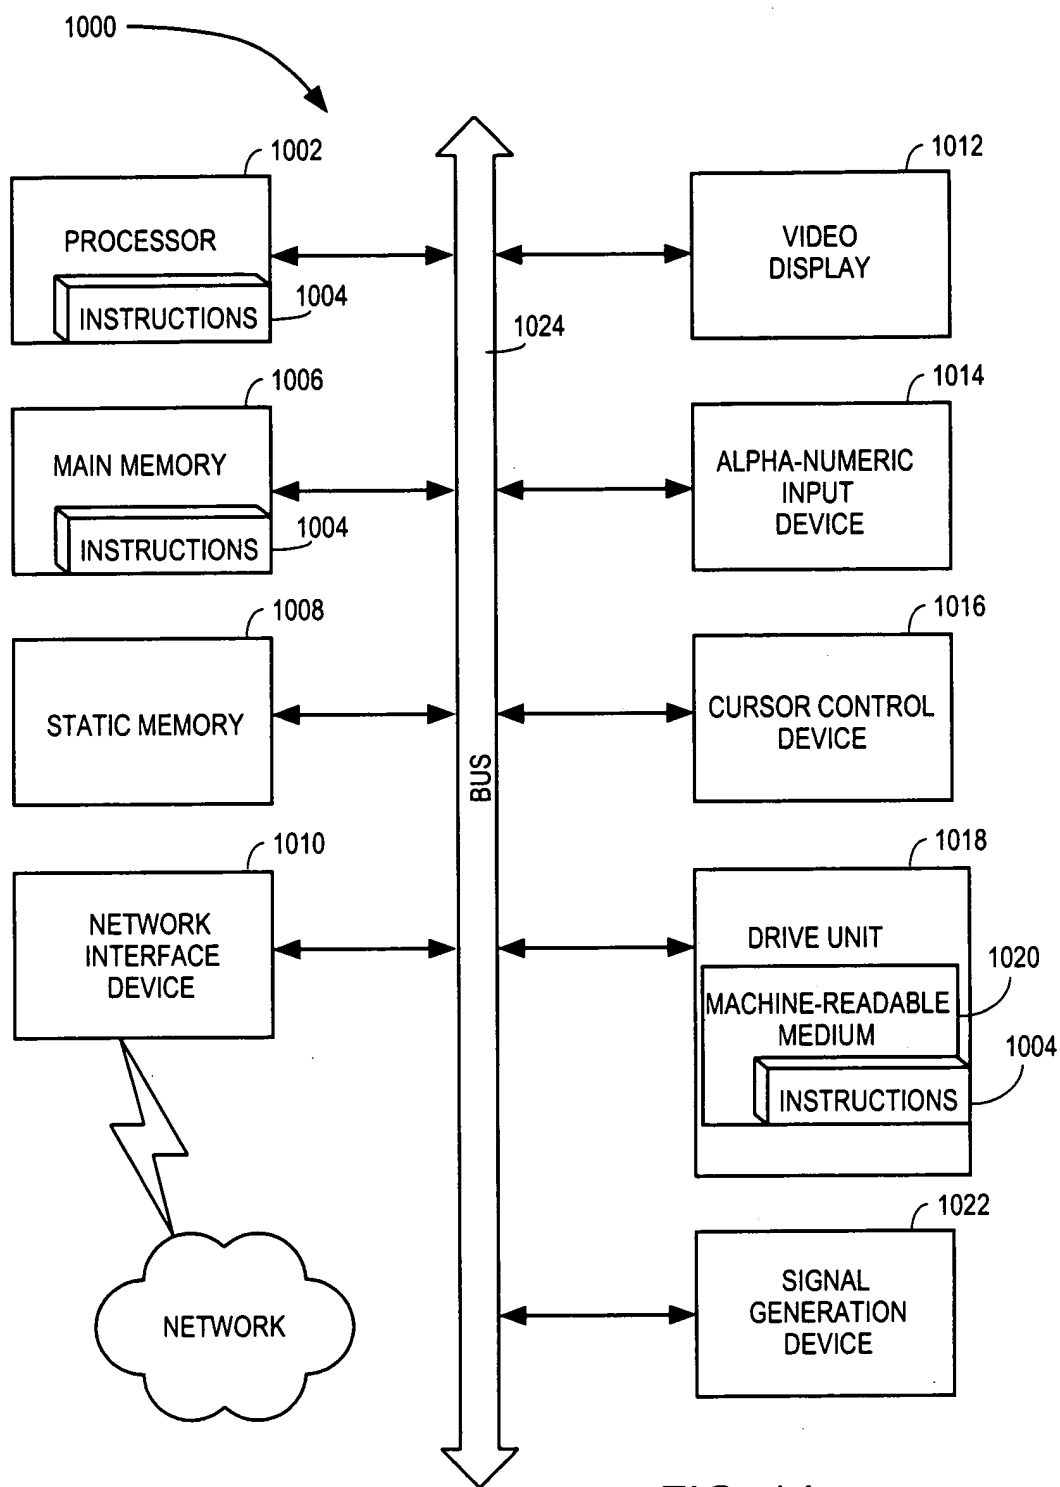 1000
1002
PROCESSOR
1004
INSTRUCTIONS
1006
MAIN MEMORY
1004
INSTRUCTIONS
1008
STATIC MEMORY
1010
NETWORK
INTERFACE
DEVICE
NETWORK
1024
BUS
1012
VIDEO
DISPLAY
1014
ALPHA-NUMERIC
INPUT
DEVICE
1016
CURSOR CONTROL
DEVICE
1018
DRIVE UNIT
1020
MACHINE-READABLE
MEDIUM
1004
INSTRUCTIONS
1022
SIGNAL
GENERATION
DEVICE